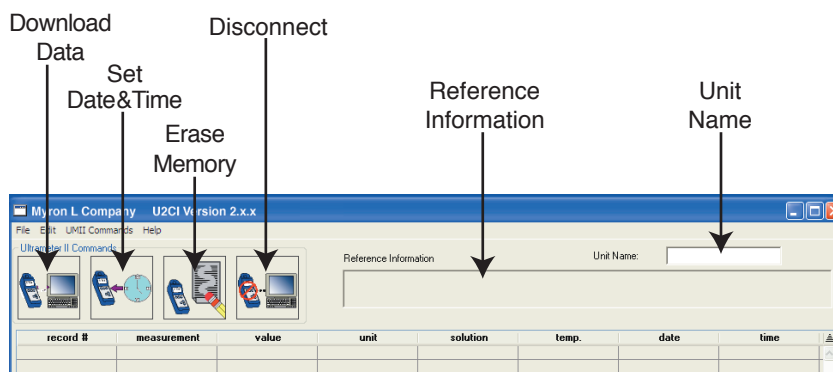 Download
Data
Set
Date&Time
Erase
Memory
Disconnect
Reference
Information
Unit
Name
Myron L Company U2CI Version 2.x.x
File Edit UMII Commands Help
Ultrameter II Commands
Reference Information
Unit Name:
record # measurement value unit solution temp. date time